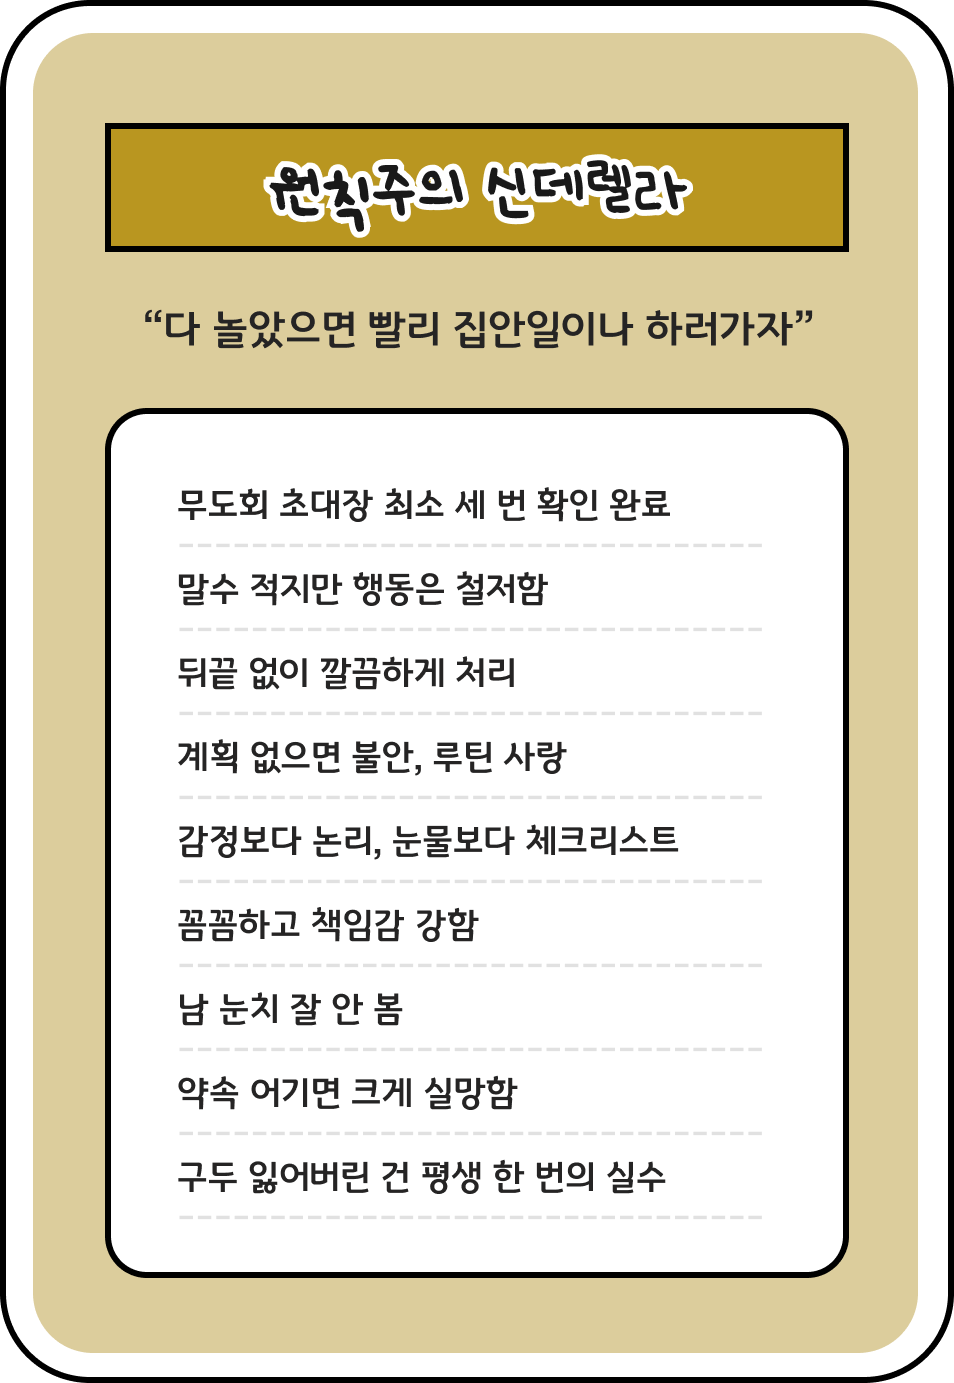 원칙주의 신데렐라
“다 놀았으면 빨리 집안일이나 하러가자”
무도회 초대장 최소 세 번 확인 완료
말수 적지만 행동은 철저함
뒤끝 없이 깔끔하게 처리
계획 없으면 불안, 루틴 사랑
감정보다 논리, 눈물보다 체크리스트
꼼꼼하고 책임감 강함
남 눈치 잘 안 봄
약속 어기면 크게 실망함
구두 잃어버린 건 평생 한 번의 실수